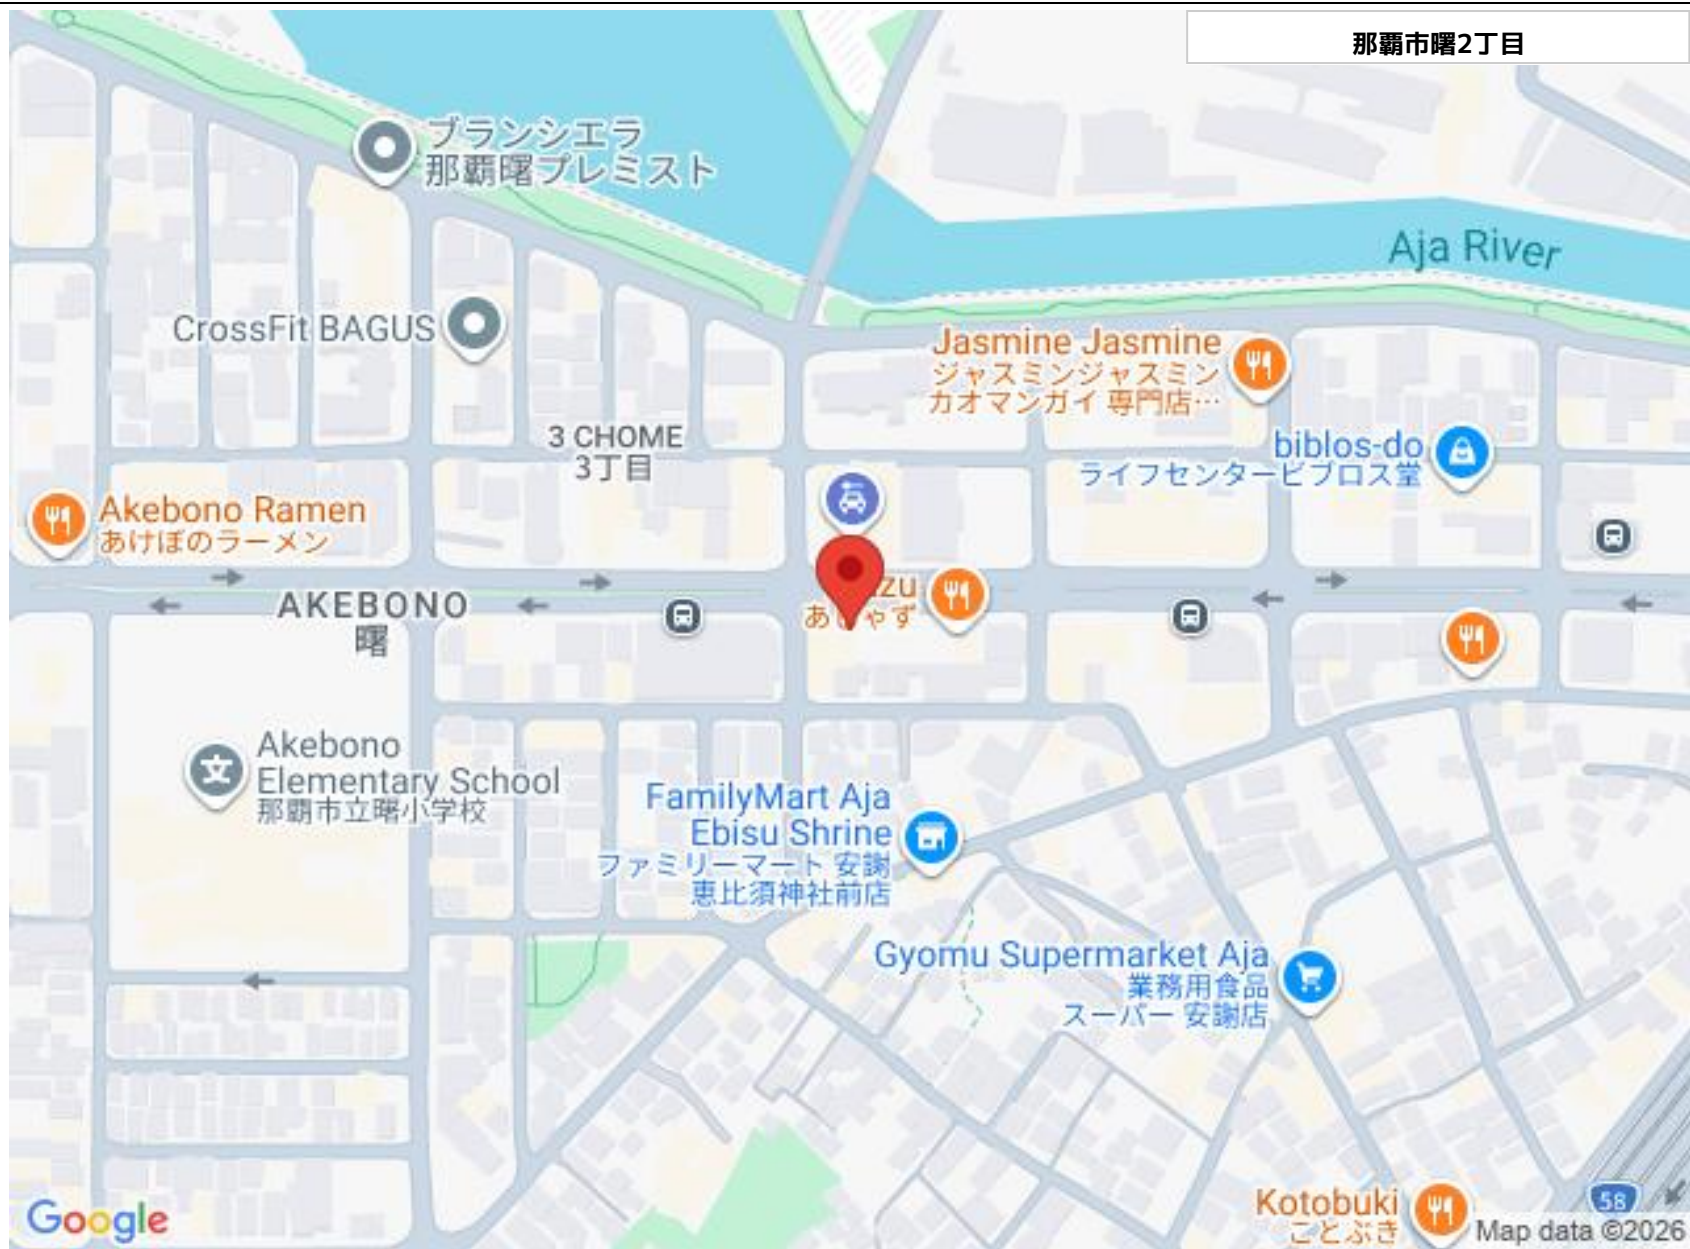 那覇市曙2丁目
ブランシエラ
那覇曙プレミスト
Aja River
CrossFit BAGUS
Jasmine Jasmine
ジャスミンジャスミン
カオマンガイ 専門店…
3 CHOME
3丁目
biblos-do
ライフセンタービブロス堂
Akebono Ramen
あけぼのラーメン
AKEBONO
曙
Akebono
Elementary School
那覇市立曙小学校
FamilyMart Aja
Ebisu Shrine
ファミリーマート 安謝
恵比須神社前店
Gyomu Supermarket Aja
業務用食品
スーパー 安謝店
Kotobuki
ことぶき
58
Google
Map data ©2026